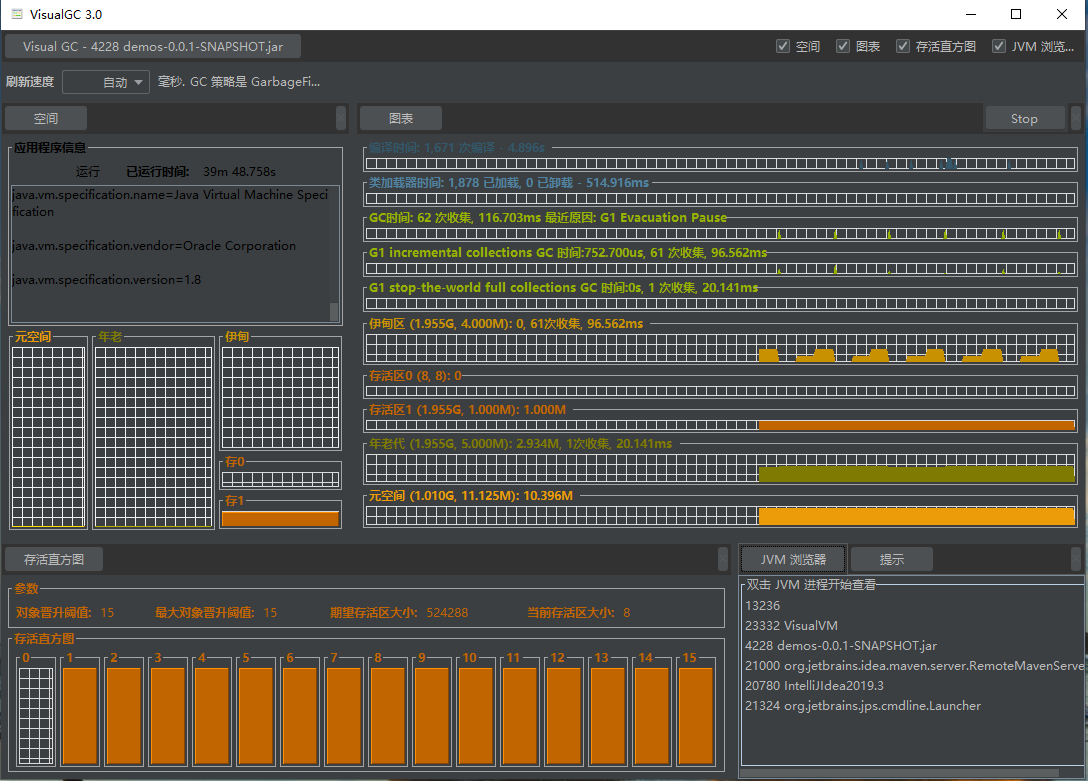 VisualGC 3.0
Visual GC - 4228 demos-0.0.1-SNAPSHOT.jar
空间 图表 存活直方图 JVM 浏览...
刷新速度 自动 毫秒. GC 策略是 GarbageFi...
空间
图表
Stop
应用程序信息
运行 已运行时间: 39m 48.758s
java.vm.specification.name=Java Virtual Machine Speci
fication
java.vm.specification.vendor=Oracle Corporation
java.vm.specification.version=1.8
元空间
年老
伊甸
存0
存1
编译时间: 1,671 次编译 - 4.896s
类加载器时间: 1,878 已加载, 0 已卸载 - 514.916ms
GC时间: 62 次收集, 116.703ms 最近原因: G1 Evacuation Pause
G1 incremental collections GC 时间:752.700us, 61 次收集, 96.562ms
G1 stop-the-world full collections GC 时间:0s, 1 次收集, 20.141ms
伊甸区 (1.955G, 4.000M): 0, 61次收集, 96.562ms
存活区0 (8, 8): 0
存活区1 (1.955G, 1.000M): 1.000M
年老代 (1.955G, 5.000M): 2.934M, 1次收集, 20.141ms
元空间 (1.010G, 11.125M): 10.396M
存活直方图
参数
对象晋升阈值: 15 最大对象晋升阈值: 15 期望存活区大小: 524288 当前存活区大小: 8
存活直方图
0 1 2 3 4 5 6 7 8 9 10 11 12 13 14 15
JVM 浏览器
提示
双击 JVM 进程开始查看
13236
23332 VisualVM
4228 demos-0.0.1-SNAPSHOT.jar
21000 org.jetbrains.idea.maven.server.RemoteMavenServe
20780 IntelliJIdea2019.3
21324 org.jetbrains.jps.cmdline.Launcher